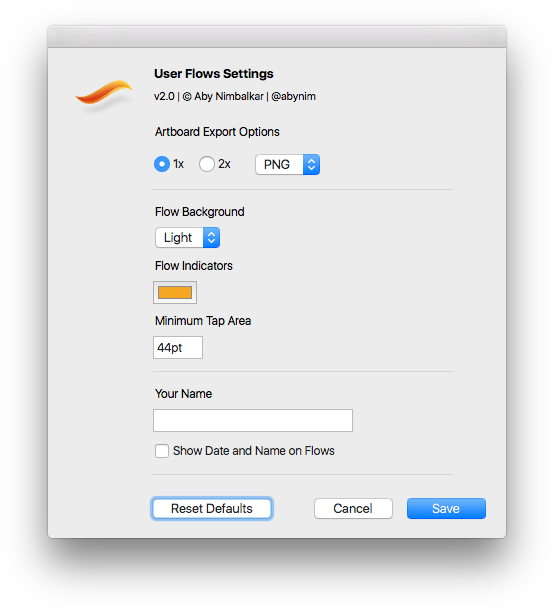 User Flows Settings
v2.0 | © Aby Nimbalkar | @abynim
Artboard Export Options
1x 2x PNG
Flow Background
Light
Flow Indicators
Minimum Tap Area
44pt
Your Name
Show Date and Name on Flows
Reset Defaults Cancel Save